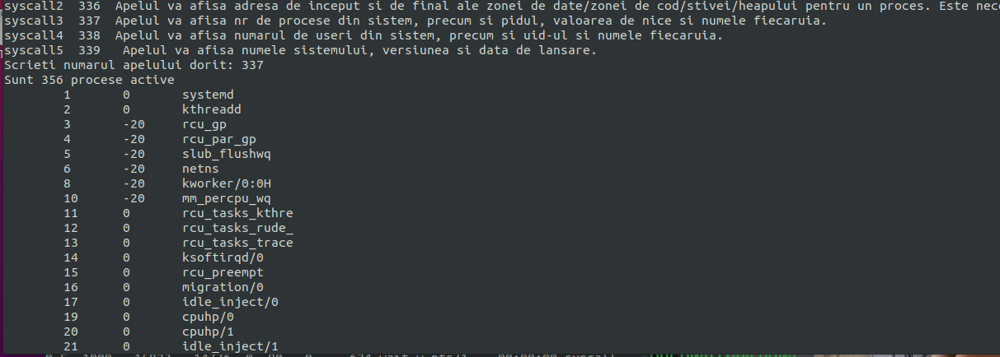 syscall2  336  Apelul va afisa adresa de inceput si de final ale zonei de date/zonei de cod/stivei/heapului pentru un proces. Este nece
syscall3  337  Apelul va afisa nr de procese din sistem, precum si pidul, valoarea de nice si numele fiecaruia.
syscall4  338  Apelul va afisa numarul de useri din sistem, precum si uid-ul si numele fiecaruia.
syscall5  339   Apelul va afisa numele sistemului, versiunea si data de lansare.
Scrieti numarul apelului dorit: 337
Sunt 356 procese active
1 0 systemd
2 0 kthreadd
3 -20 rcu_gp
4 -20 rcu_par_gp
5 -20 slub_flushwq
6 -20 netns
8 -20 kworker/0:0H
10 -20 mm_percpu_wq
11 0 rcu_tasks_kthre
12 0 rcu_tasks_rude_
13 0 rcu_tasks_trace
14 0 ksoftirqd/0
15 0 rcu_preempt
16 0 migration/0
17 0 idle_inject/0
19 0 cpuhp/0
20 0 cpuhp/1
21 0 idle_inject/1